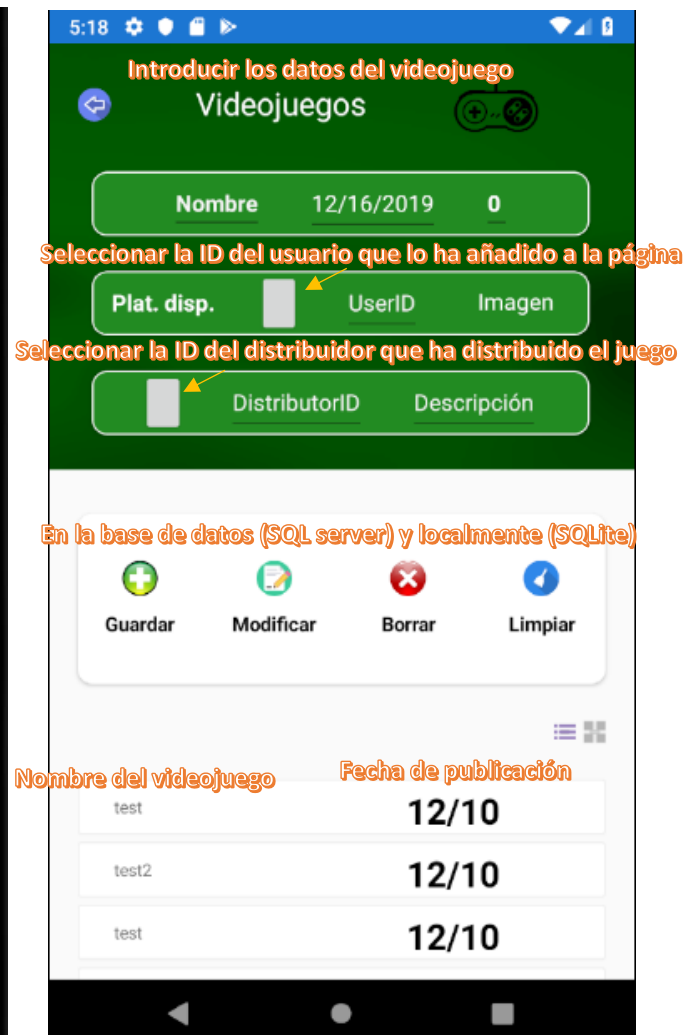 5:18
Introducir los datos del videojuego
Videojuegos
Nombre 12/16/2019 0
Seleccionar la ID del usuario que lo ha añadido a la página
Plat. disp. UserID Imagen
Seleccionar la ID del distribuidor que ha distribuido el juego
DistributorID Descripción
En la base de datos (SQL server) y localmente (SQLite)
Guardar Modificar Borrar Limpiar
Nombre del videojuego Fecha de publicación
test 12/10
test2 12/10
test 12/10